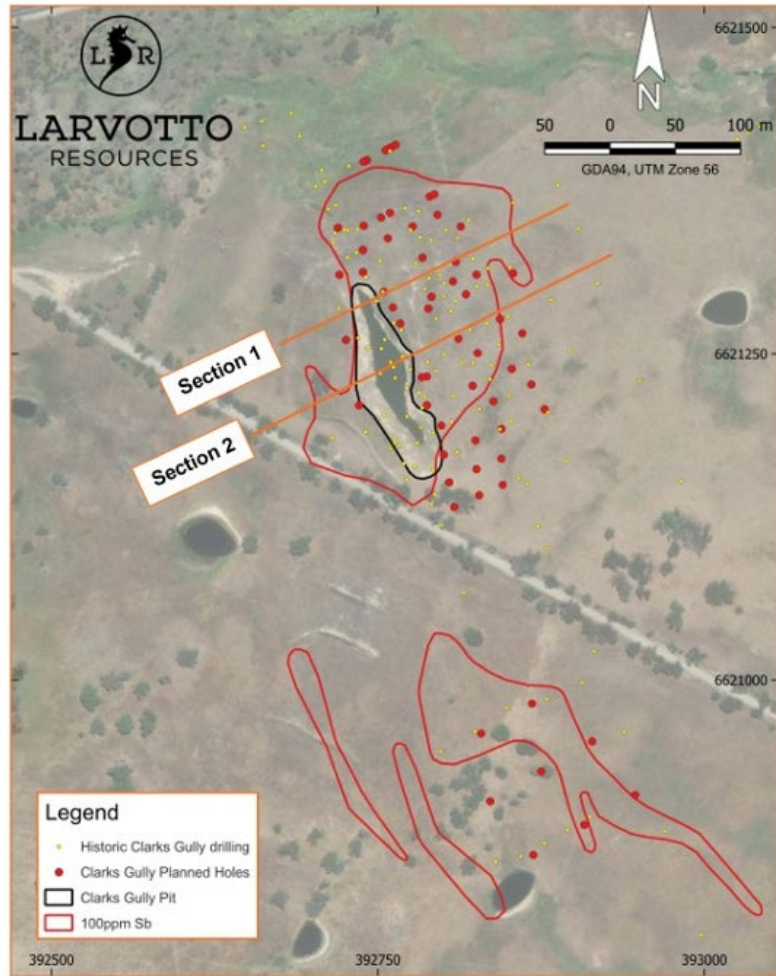 L R
LARVOTTO
RESOURCES
6621500
N
50 0 50 100 m
GDA94, UTM Zone 56
Section 1
6621250
Section 2
6621000
Legend
Historic Clarks Gully drilling
Clarks Gully Planned Holes
Clarks Gully Pit
100ppm Sb
392500 392750 393000